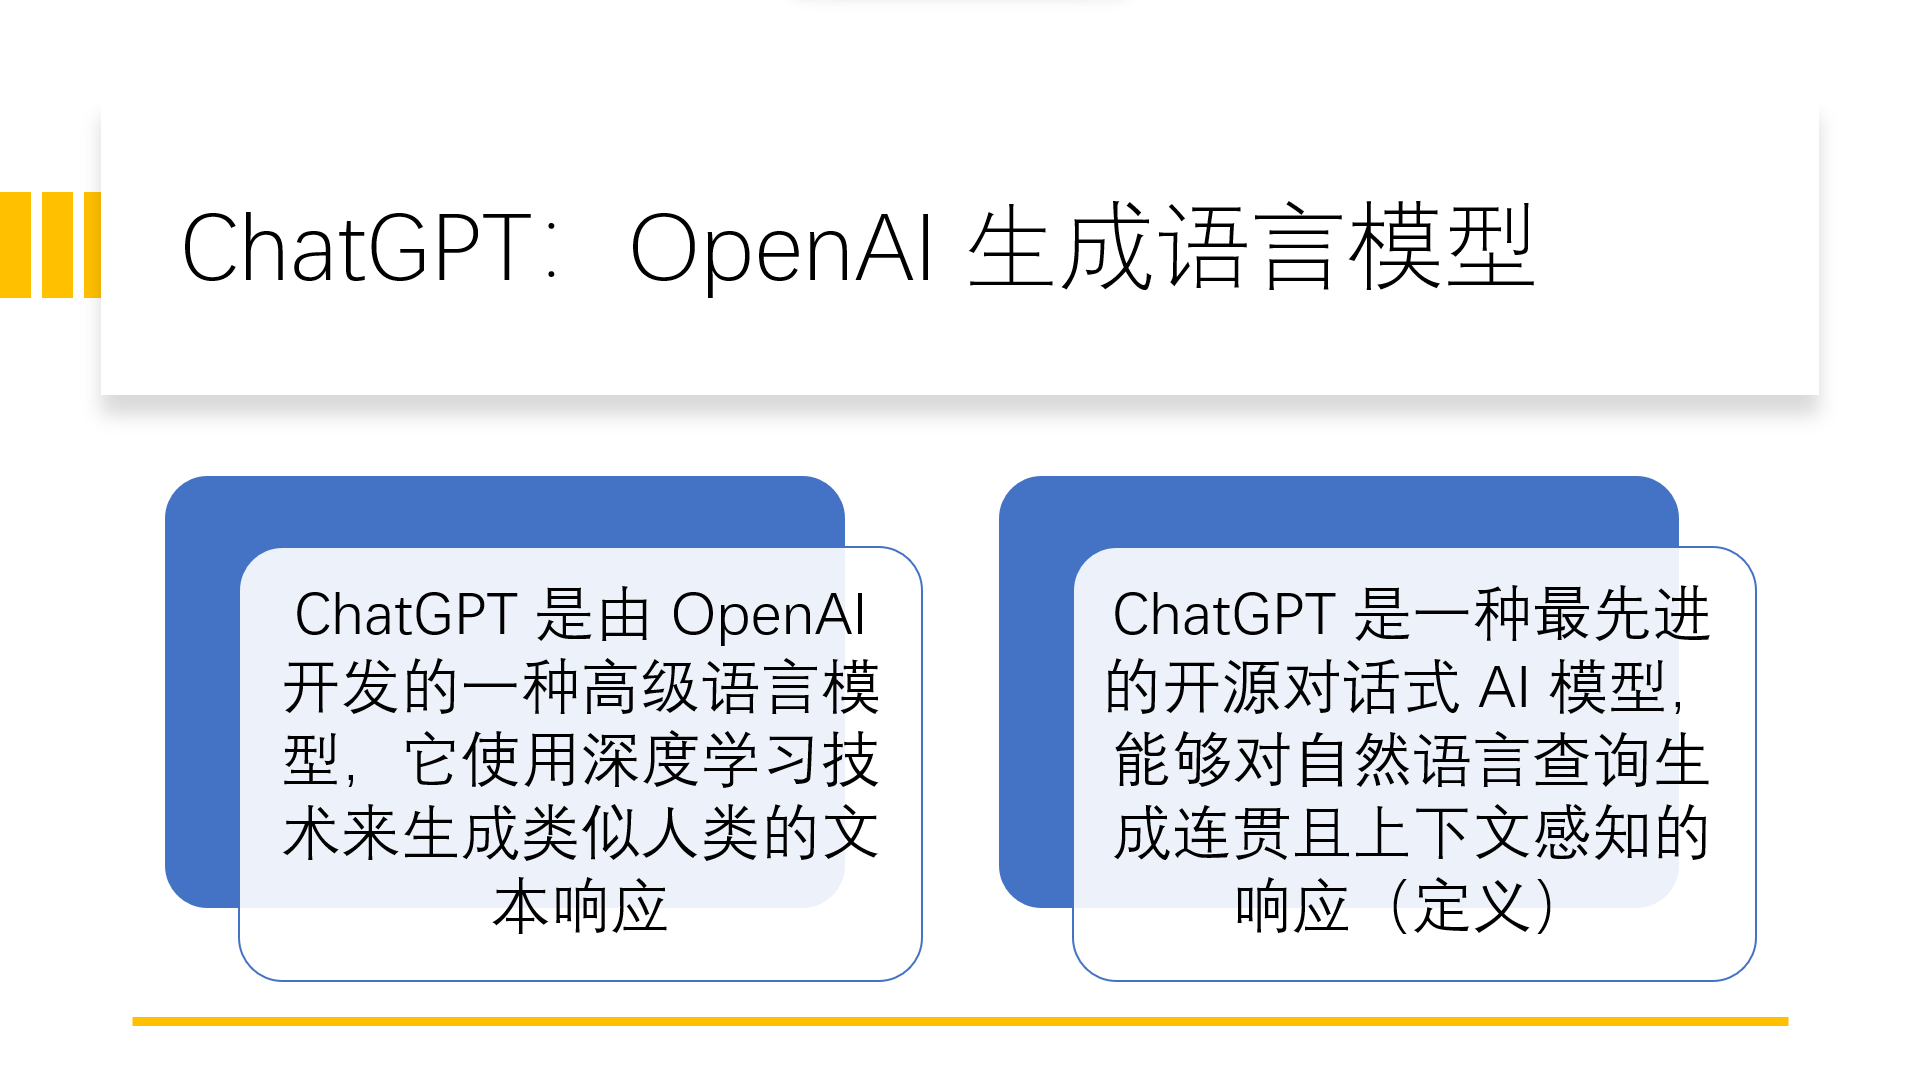 ChatGPT： OpenAI 生成语言模型
ChatGPT 是由 OpenAI
开发的一种高级语言模
型，它使用深度学习技
术来生成类似人类的文
本响应
ChatGPT 是一种最先进
的开源对话式 AI 模型，
能够对自然语言查询生
成连贯且上下文感知的
响应（定义）